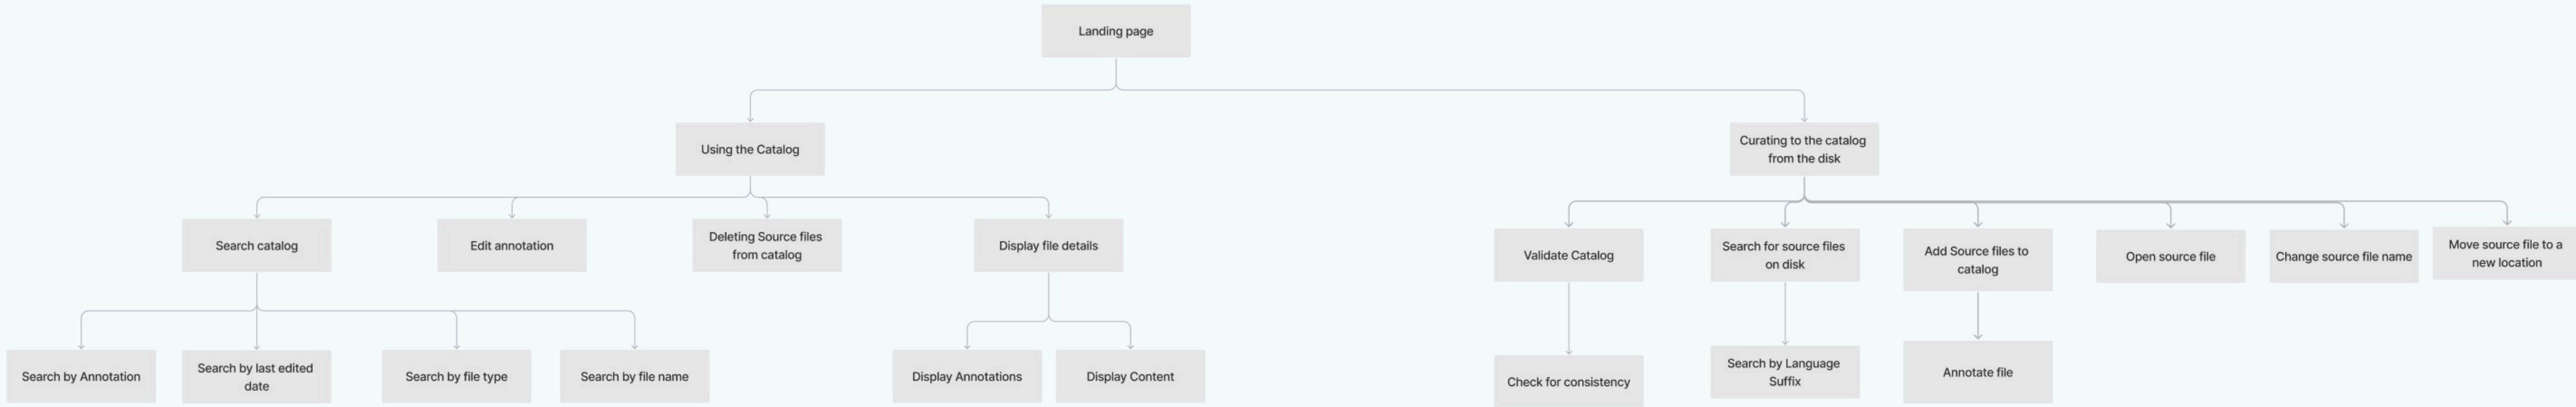 Landing page
Using the Catalog
Curating to the catalog
from the disk
Search catalog
Edit annotation
Deleting Source files
from catalog
Display file details
Validate Catalog
Search for source files
on disk
Add Source files to
catalog
Open source file
Change source file name
Move source file to a
new location
Search by Annotation
Search by last edited
date
Search by file type
Search by file name
Display Annotations
Display Content
Check for consistency
Search by Language
Suffix
Annotate file